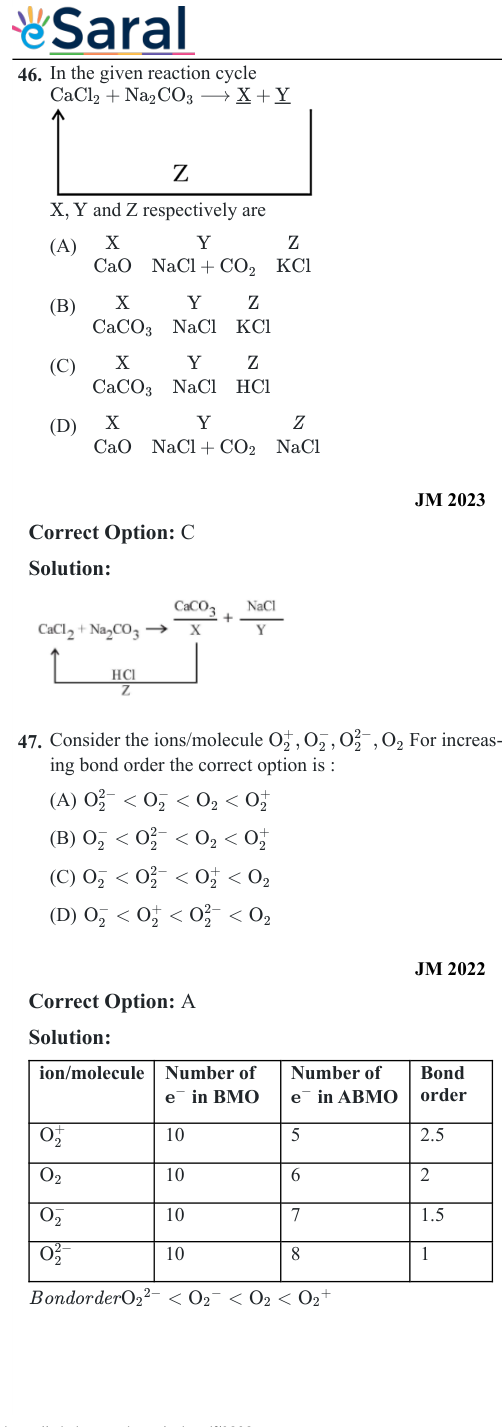 eSaral
46. In the given reaction cycle
CaCl₂ + Na₂CO₃ ⟶ X + Y
Z
X, Y and Z respectively are
(A) X Y Z
CaO NaCl + CO₂ KCl
(B) X Y Z
CaCO₃ NaCl KCl
(C) X Y Z
CaCO₃ NaCl HCl
(D) X Y Z
CaO NaCl + CO₂ NaCl
JM 2023
Correct Option: C
Solution:
CaCO₃ NaCl
CaCl₂ + Na₂CO₃ → X + Y
HCl
Z
47. Consider the ions/molecule O₂⁺, O₂⁻, O₂²⁻, O₂ For increas-
ing bond order the correct option is :
(A) O₂²⁻ < O₂⁻ < O₂ < O₂⁺
(B) O₂⁻ < O₂²⁻ < O₂ < O₂⁺
(C) O₂⁻ < O₂²⁻ < O₂⁺ < O₂
(D) O₂⁻ < O₂⁺ < O₂²⁻ < O₂
JM 2022
Correct Option: A
Solution:
ion/molecule Number of Number of Bond
e⁻ in BMO e⁻ in ABMO order
O₂⁺ 10 5 2.5
O₂ 10 6 2
O₂⁻ 10 7 1.5
O₂²⁻ 10 8 1
BondorderO₂²⁻ < O₂⁻ < O₂ < O₂⁺